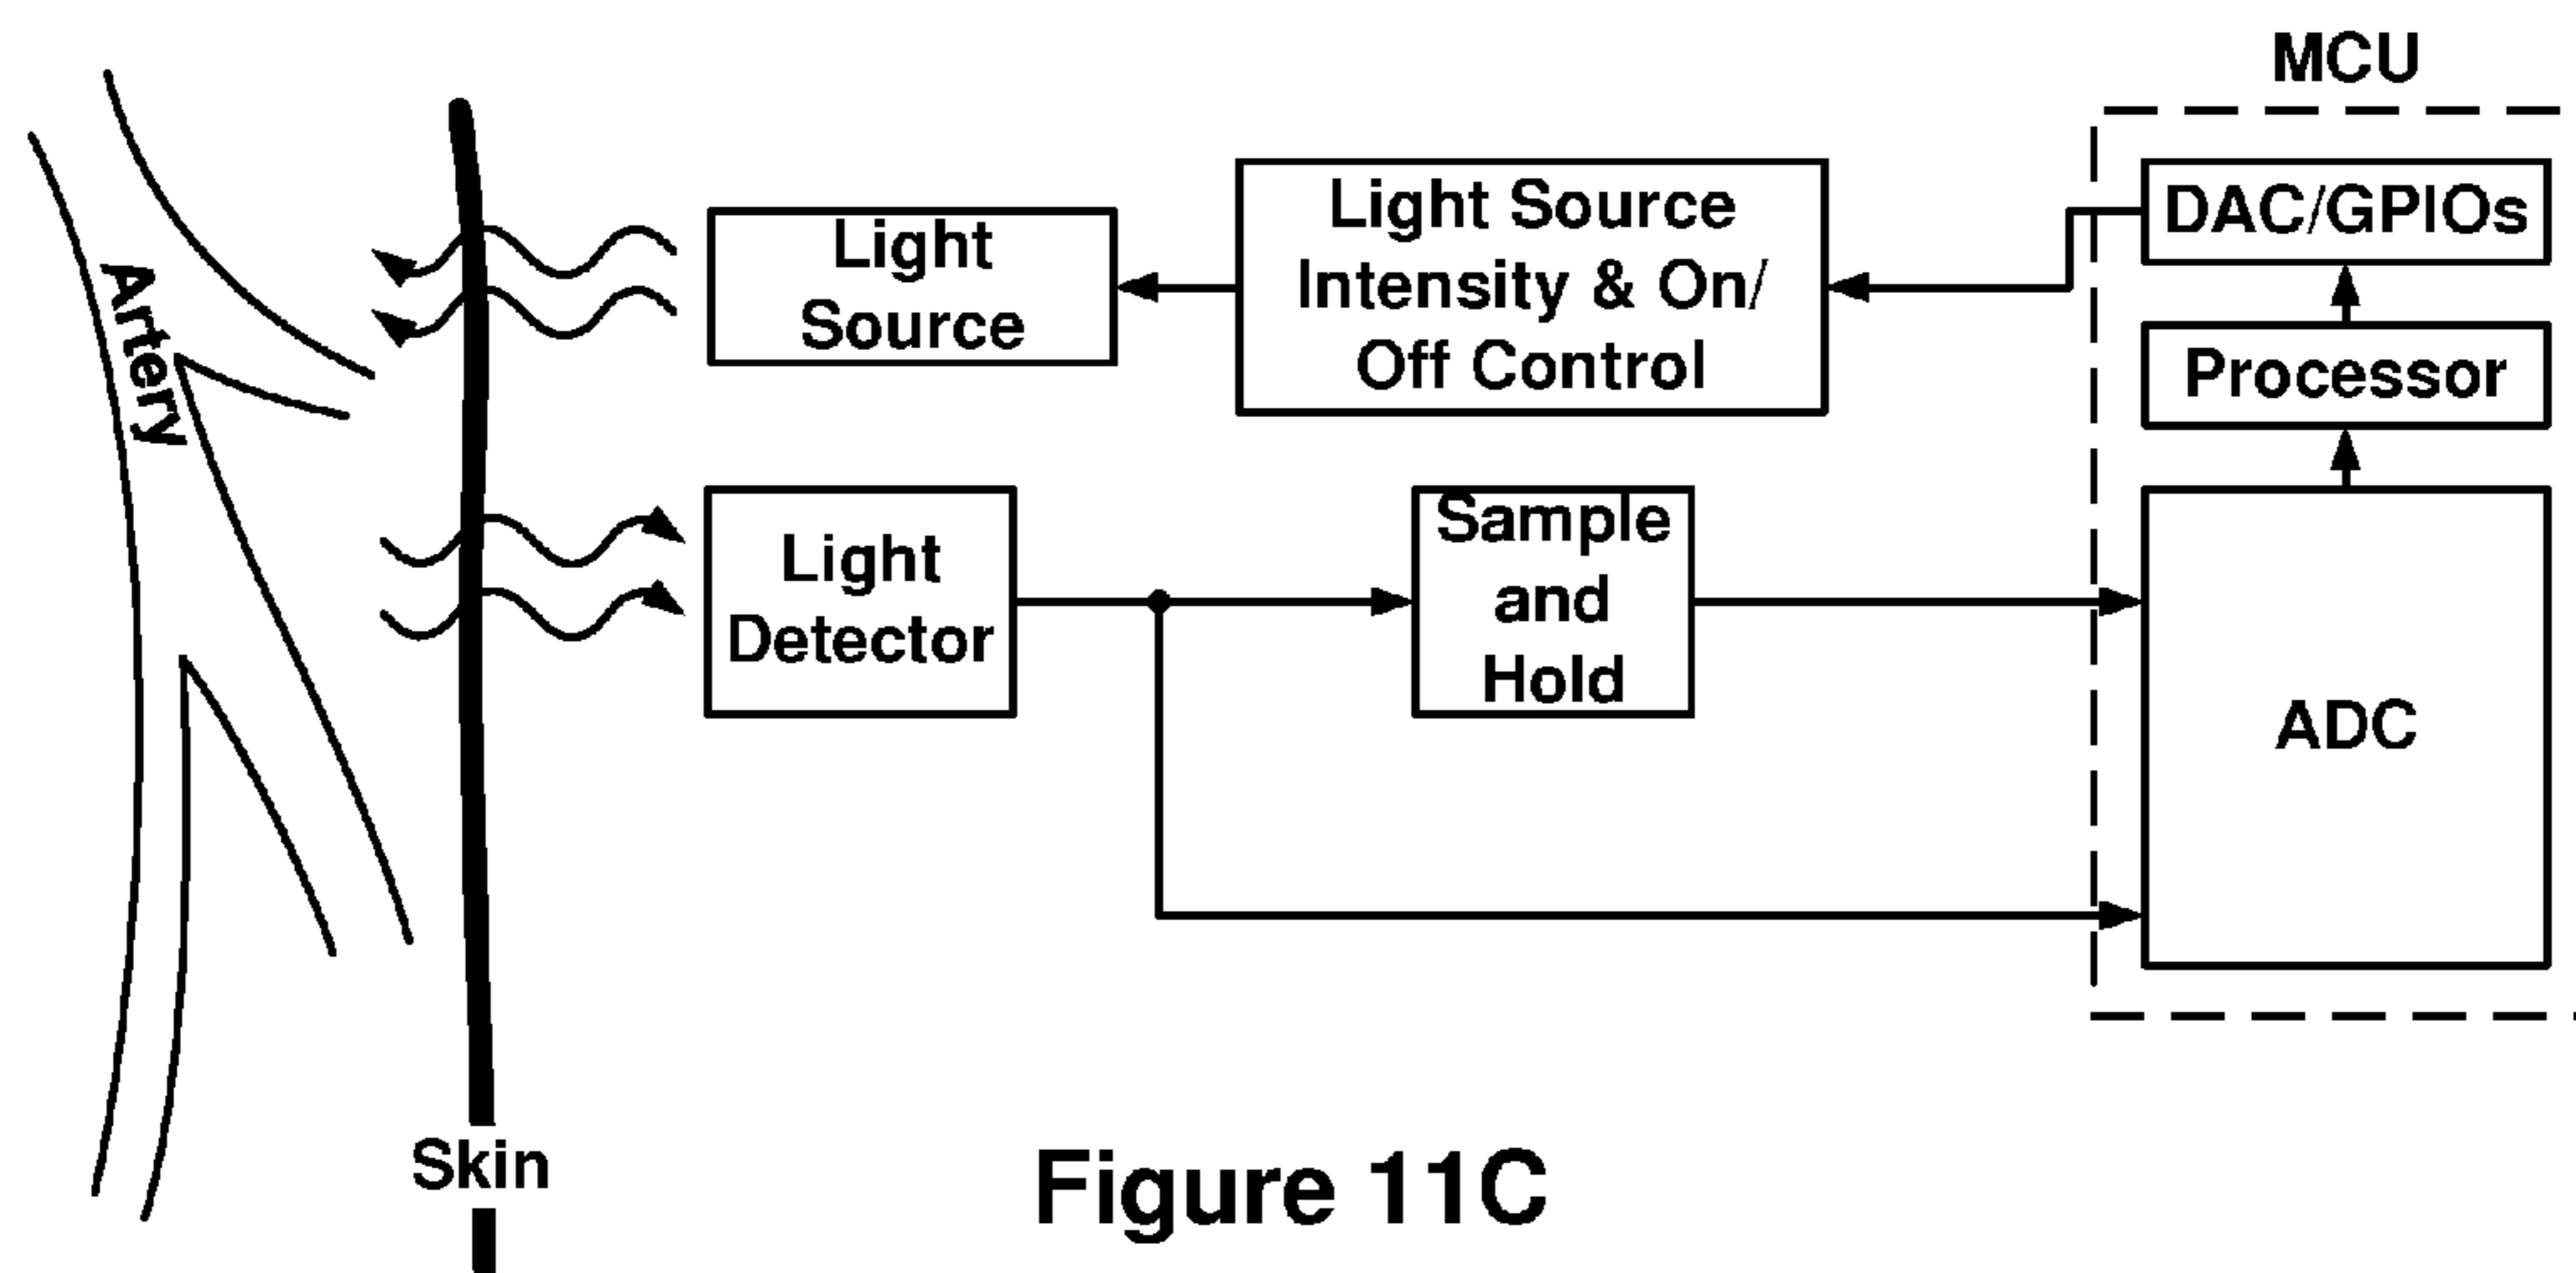 MCU
Artery
Light
Source
Light Source
Intensity & On/
Off Control
DAC/GPIOs
Processor
Light
Detector
Sample
and
Hold
ADC
Skin
Figure 11C